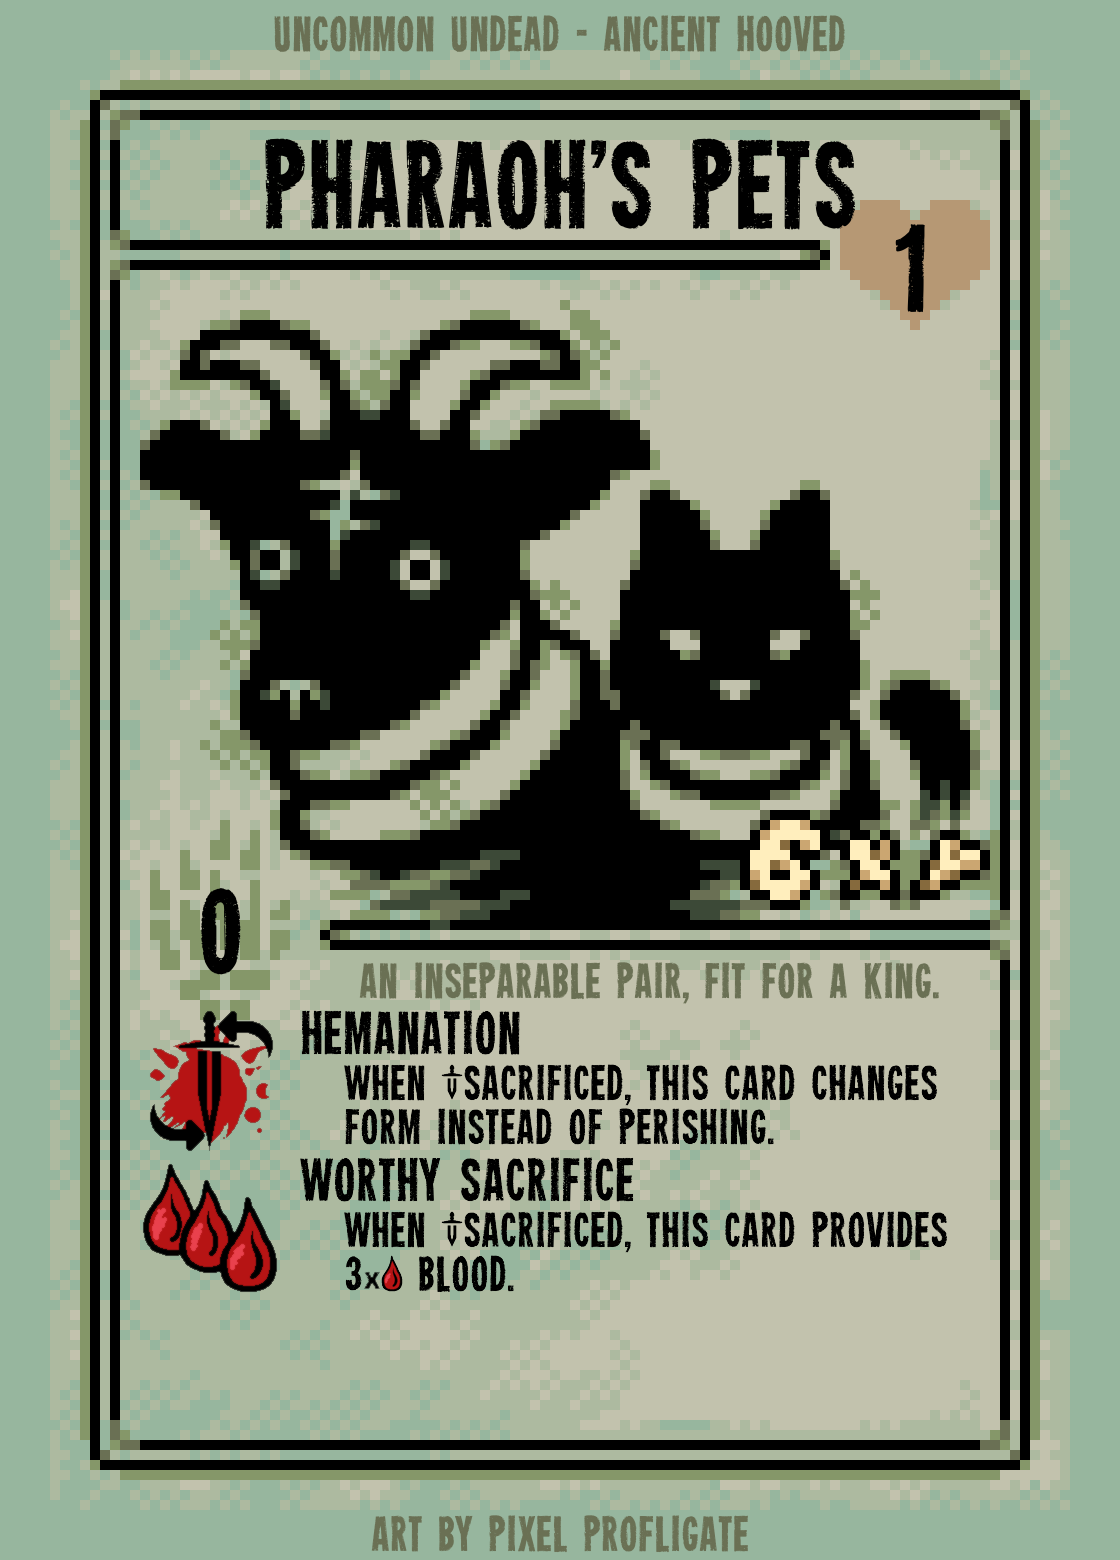 UNCOMMON UNDEAD - ANCIENT HOOVED
PHARAOH'S PETS
1
6 X
0
AN INSEPARABLE PAIR, FIT FOR A KING.
HEMANATION
WHEN SACRIFICED, THIS CARD CHANGES
FORM INSTEAD OF PERISHING.
WORTHY SACRIFICE
WHEN SACRIFICED, THIS CARD PROVIDES
3x BLOOD.
ART BY PIXEL PROFLIGATE